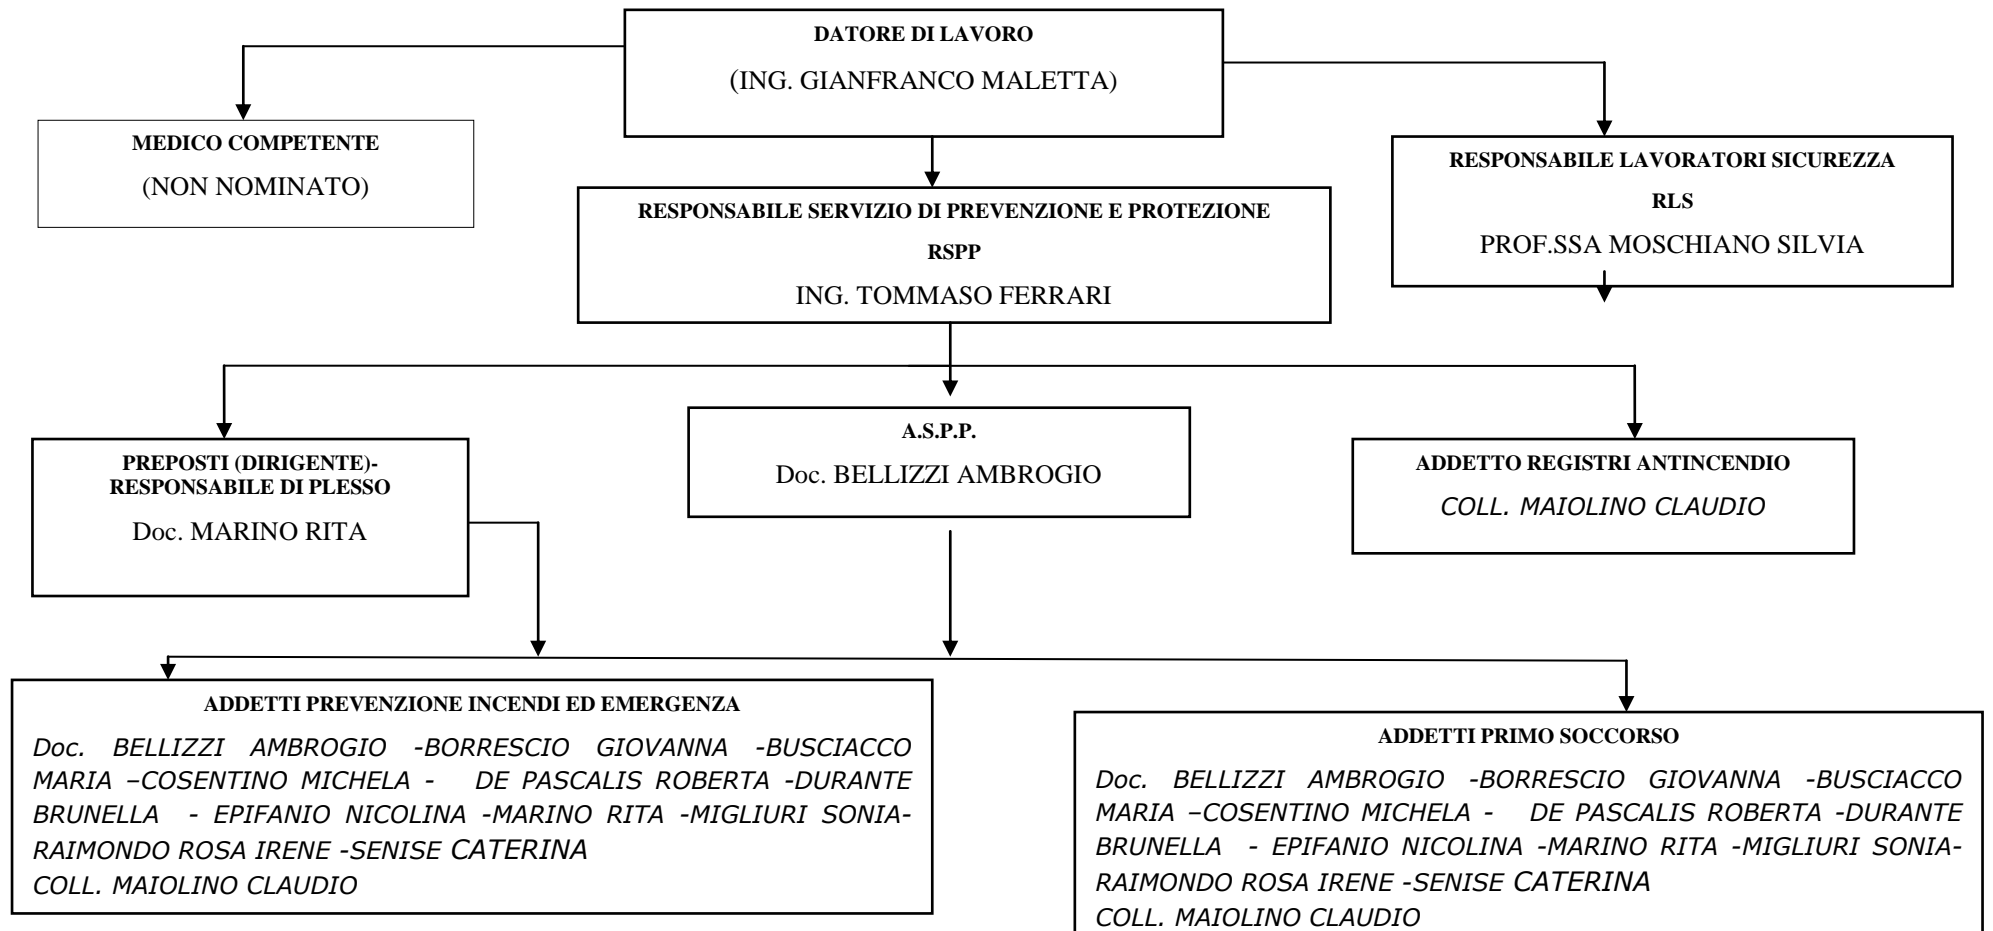 DATORE DI LAVORO
(ING. GIANFRANCO MALETTA)
MEDICO COMPETENTE
(NON NOMINATO)
RESPONSABILE SERVIZIO DI PREVENZIONE E PROTEZIONE
RSPP
ING. TOMMASO FERRARI
RESPONSABILE LAVORATORI SICUREZZA
RLS
PROF.SSA MOSCHIANO SILVIA
PREPOSTI (DIRIGENTE)-
RESPONSABILE DI PLESSO
Doc. MARINO RITA
A.S.P.P.
Doc. BELLIZZI AMBROGIO
ADDETTO REGISTRI ANTINCENDIO
COLL. MAIOLINO CLAUDIO
ADDETTI PREVENZIONE INCENDI ED EMERGENZA
Doc. BELLIZZI AMBROGIO -BORRESCIO GIOVANNA -BUSCIACCO
MARIA –COSENTINO MICHELA - DE PASCALIS ROBERTA -DURANTE
BRUNELLA - EPIFANIO NICOLINA -MARINO RITA -MIGLIURI SONIA-
RAIMONDO ROSA IRENE -SENISE CATERINA
COLL. MAIOLINO CLAUDIO
ADDETTI PRIMO SOCCORSO
Doc. BELLIZZI AMBROGIO -BORRESCIO GIOVANNA -BUSCIACCO
MARIA –COSENTINO MICHELA - DE PASCALIS ROBERTA -DURANTE
BRUNELLA - EPIFANIO NICOLINA -MARINO RITA -MIGLIURI SONIA-
RAIMONDO ROSA IRENE -SENISE CATERINA
COLL. MAIOLINO CLAUDIO